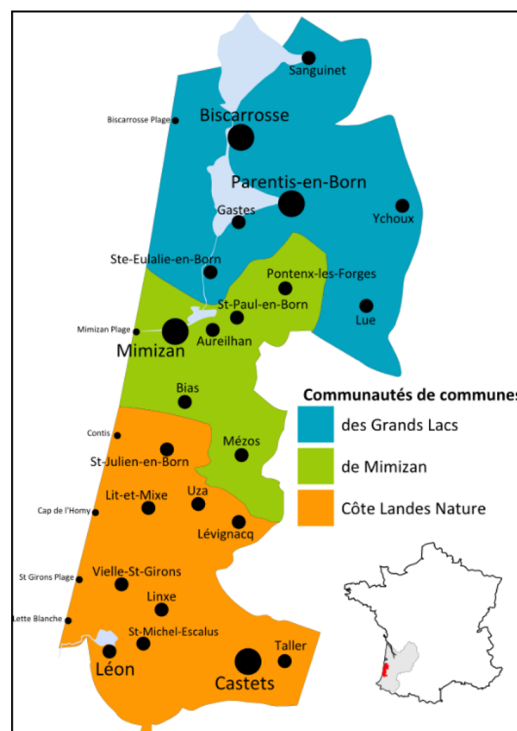 Sanguinet
Biscarrosse Plage
Biscarrosse
Parentis-en-Born
Gastes
Ychoux
Ste-Eulalie-en-Born
Pontenx-les-Forges
St-Paul-en-Born
Lue
Mimizan Plage
Mimizan
Aureilhan
Communautés de communes
des Grands Lacs
de Mimizan
Côte Landes Nature
Bias
Contis
Mézos
St-Julien-en-Born
Lit-et-Mixe
Uza
Cap de l'Homy
Lévignacq
St Girons Plage
Vielle-St-Girons
Linxe
Lette Blanche
St-Michel-Escalus
Léon
Castets
Taller